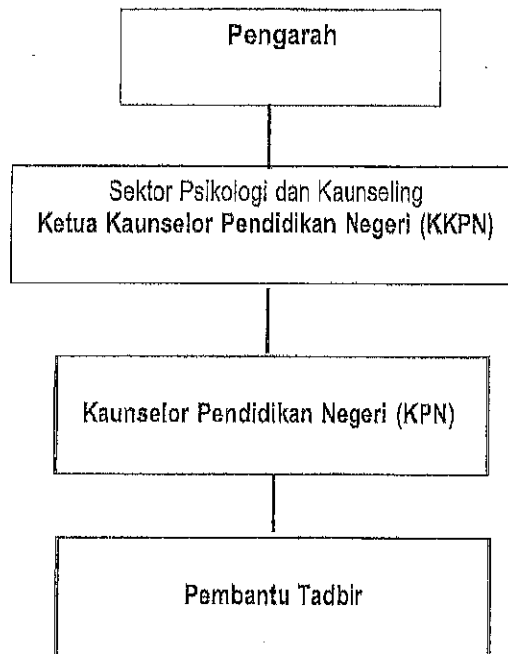 Pengarah
Sektor Psikologi dan Kaunseling
Ketua Kaunselor Pendidikan Negeri (KKPN)
Kaunselor Pendidikan Negeri (KPN)
Pembantu Tadbir